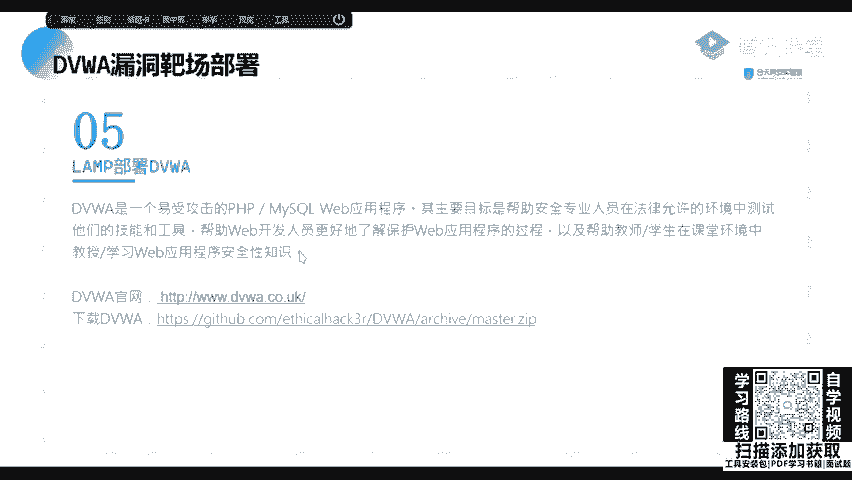 DVWA漏洞靶场部署
05
LAMP部署DVWA
DVWA是一个易受攻击的PHP / MySQL Web应用程序。其主要目标是帮助安全专业人员在法律允许的环境中测试
他们的技能和工具，帮助Web开发人员更好地了解保护Web应用程序的过程，以及帮助教师/学生在课堂环境中
教授/学习Web应用程序安全性知识
DVWA官网：http://www.dvwa.co.uk/
下载DVWA：https://github.com/ethicalhack3r/DVWA/archive/master.zip
学习路线
自学视频
扫描添加获取
工具安装包|PDF学习书籍|面试题